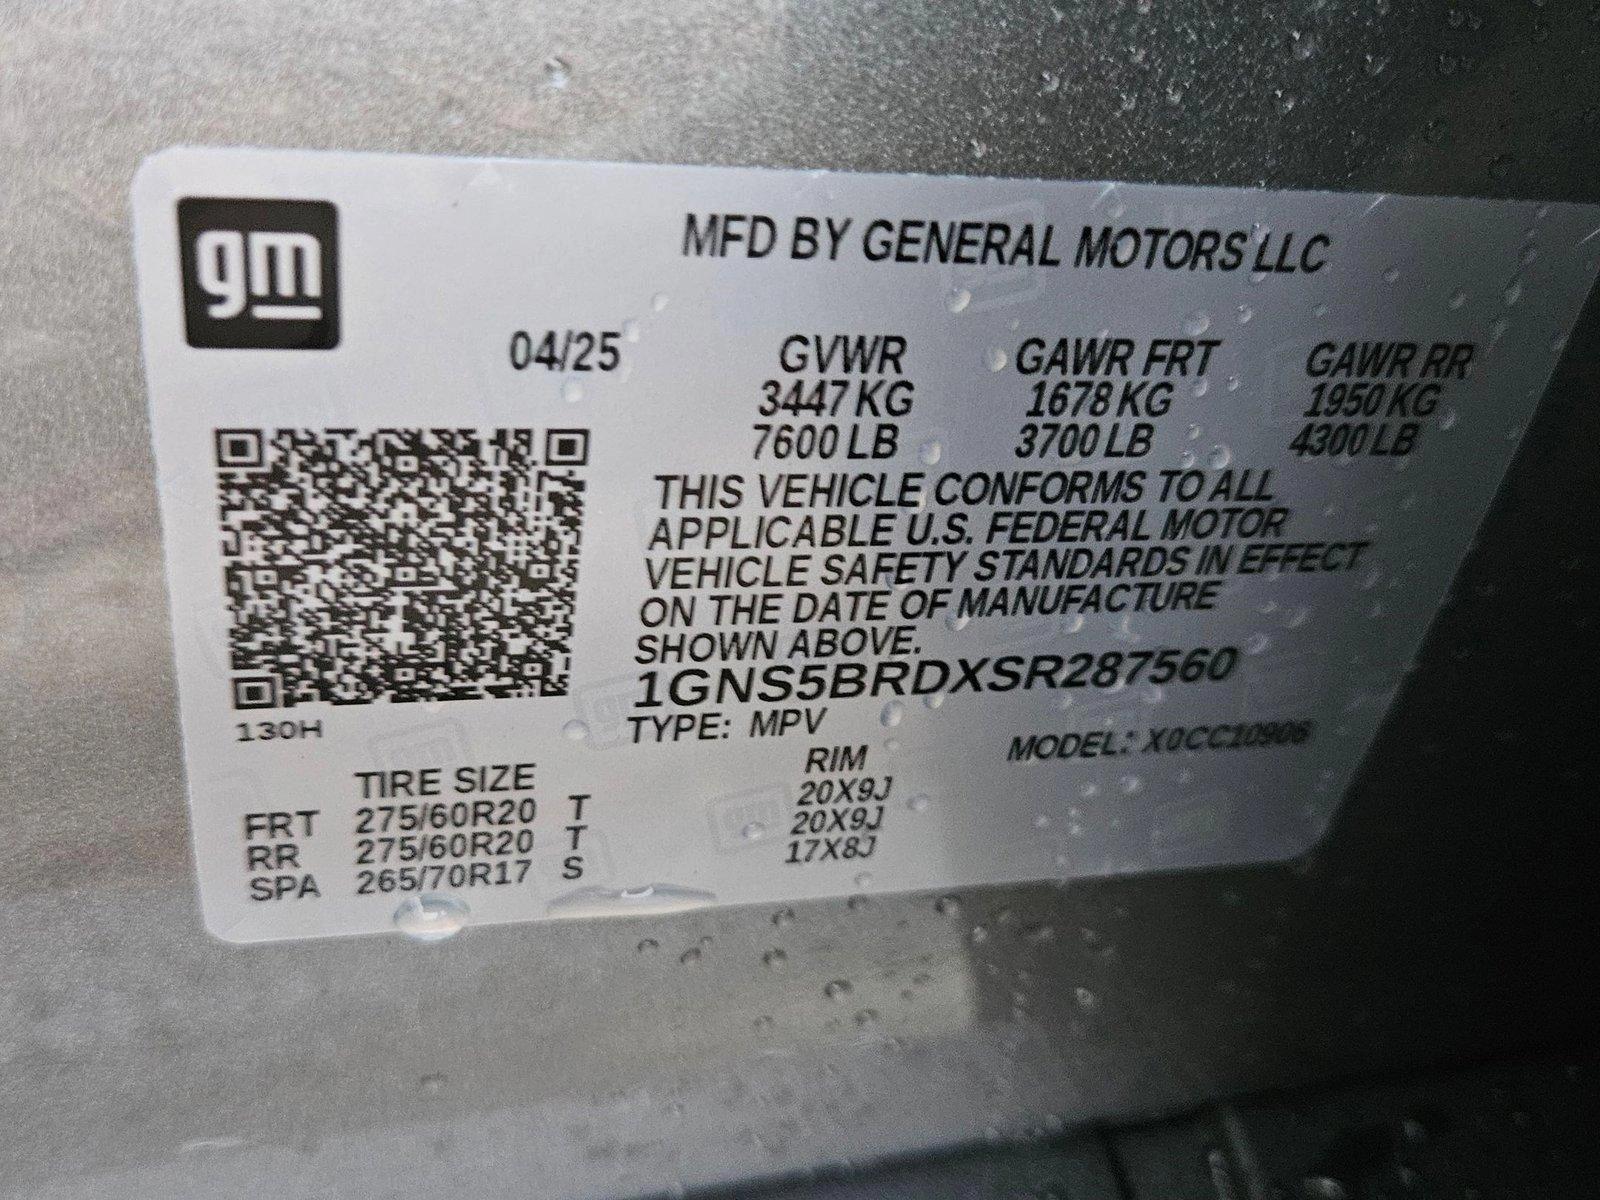 gm
MFD BY GENERAL MOTORS LLC
04/25 GVWR GAWR FRT GAWR RR
3447 KG 1678 KG 1950 KG
7600 LB 3700 LB 4300 LB
THIS VEHICLE CONFORMS TO ALL
APPLICABLE U.S. FEDERAL MOTOR
VEHICLE SAFETY STANDARDS IN EFFECT
ON THE DATE OF MANUFACTURE
SHOWN ABOVE.
1GNS5BRDXSR287560
130H
TYPE: MPV MODEL: X0CC10906
TIRE SIZE RIM
FRT 275/60R20 T 20X9J
RR 275/60R20 T 20X9J
SPA 265/70R17 S 17X8J